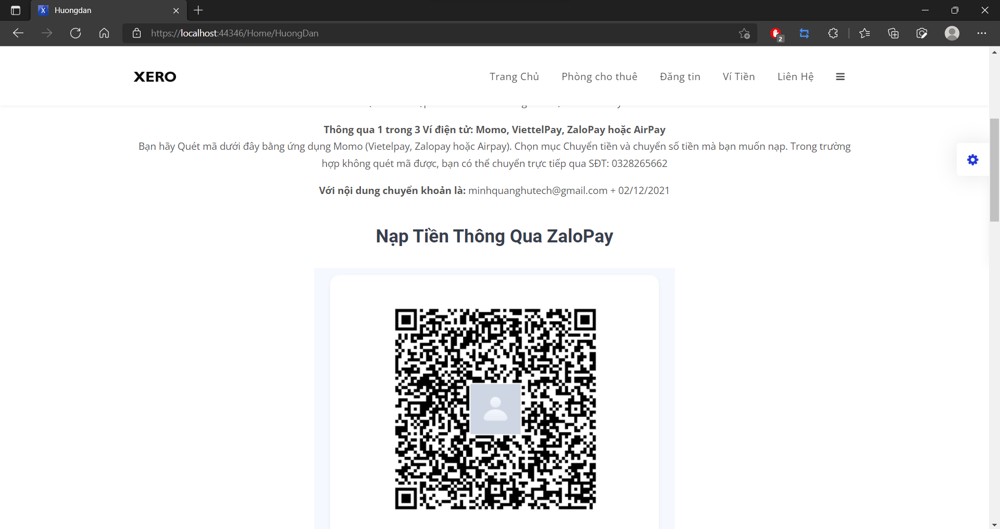 Huongdan
https://localhost:44346/Home/HuongDan
2
XERO
Trang Chủ
Phòng cho thuê
Đăng tin
Ví Tiền
Liên Hệ
Thông qua 1 trong 3 Ví điện tử: Momo, ViettelPay, ZaloPay hoặc AirPay
Bạn hãy Quét mã dưới đây bằng ứng dụng Momo (Vietelpay, Zalopay hoặc Airpay). Chọn mục Chuyển tiền và chuyển số tiền mà bạn muốn nạp. Trong trường
hợp không quét mã được, bạn có thể chuyển trực tiếp qua SĐT: 0328265662
Với nội dung chuyển khoản là: minhquanghutech@gmail.com + 02/12/2021
Nạp Tiền Thông Qua ZaloPay